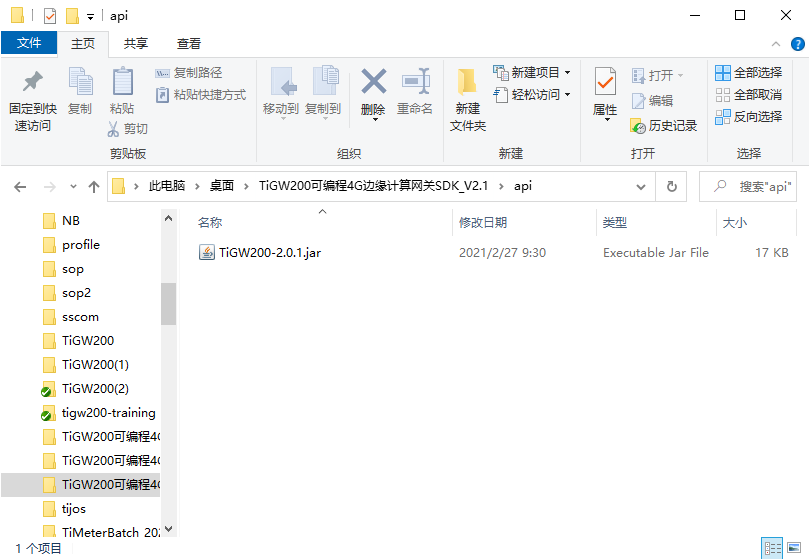 api
文件 主页 共享 查看
固定到快速访问
复制
粘贴
复制路径
粘贴快捷方式
剪切
剪贴板
移动到
复制到
删除
重命名
组织
新建文件夹
新建项目
轻松访问
新建
属性
打开
编辑
历史记录
打开
全部选择
全部取消
反向选择
选择
此电脑 桌面 TiGW200可编程4G边缘计算网关SDK_V2.1 api
搜索"api"
NB
profile
sop
sop2
sscom
TiGW200
TiGW200(1)
TiGW200(2)
tigw200-training
TiGW200可编程4G
TiGW200可编程4G
TiGW200可编程4G
tijos
TiMeterBatch 202
名称 修改日期 类型 大小
TiGW200-2.0.1.jar 2021/2/27 9:30 Executable Jar File 17 KB
1 个项目